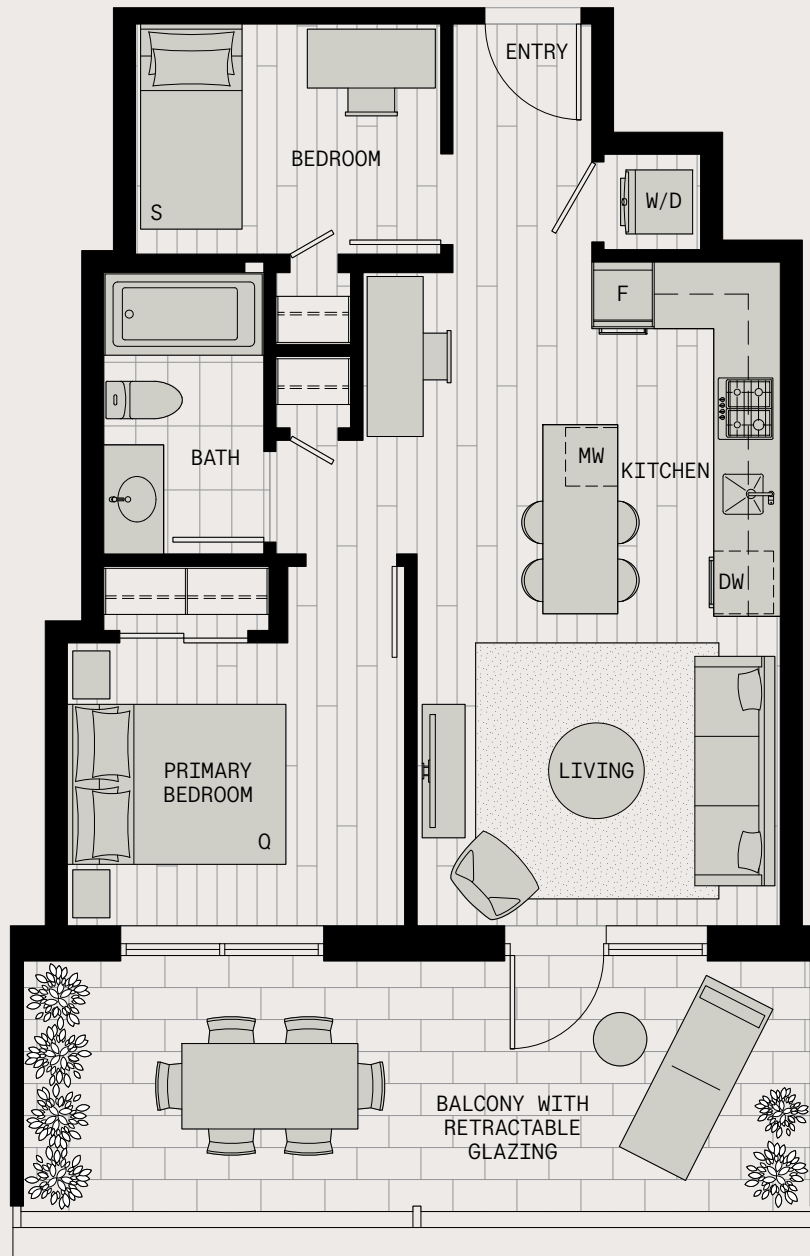 ENTRY
BEDROOM
W/D
S
F
MW
KITCHEN
BATH
DW
PRIMARY
BEDROOM
LIVING
Q
BALCONY WITH
RETRACTABLE
GLAZING